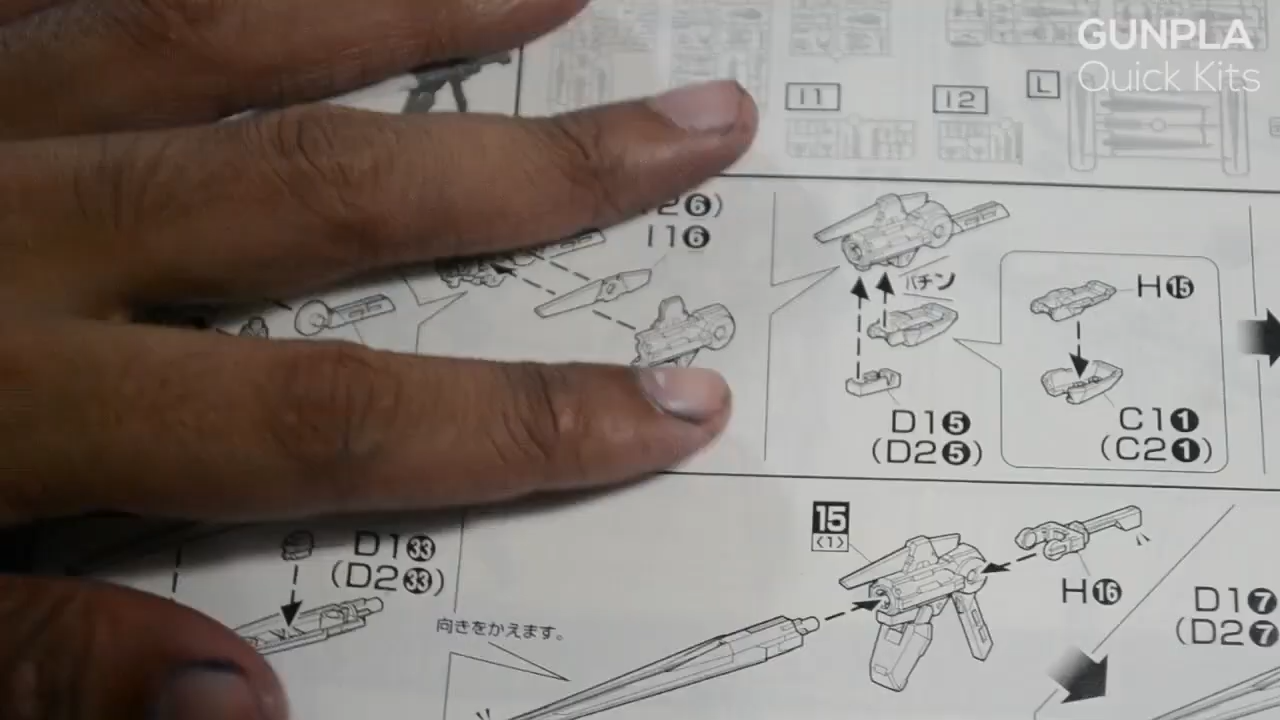 GUNPLA
Quick Kits
I1
I2
L
6)
I1❻
パチン
H⓯
D1❺
(D2❺)
C1❶
(C2❶)
15
〈1〉
D1㉝
(D2㉝)
H⓰
D1❼
(D2❼)
向きをかえます。